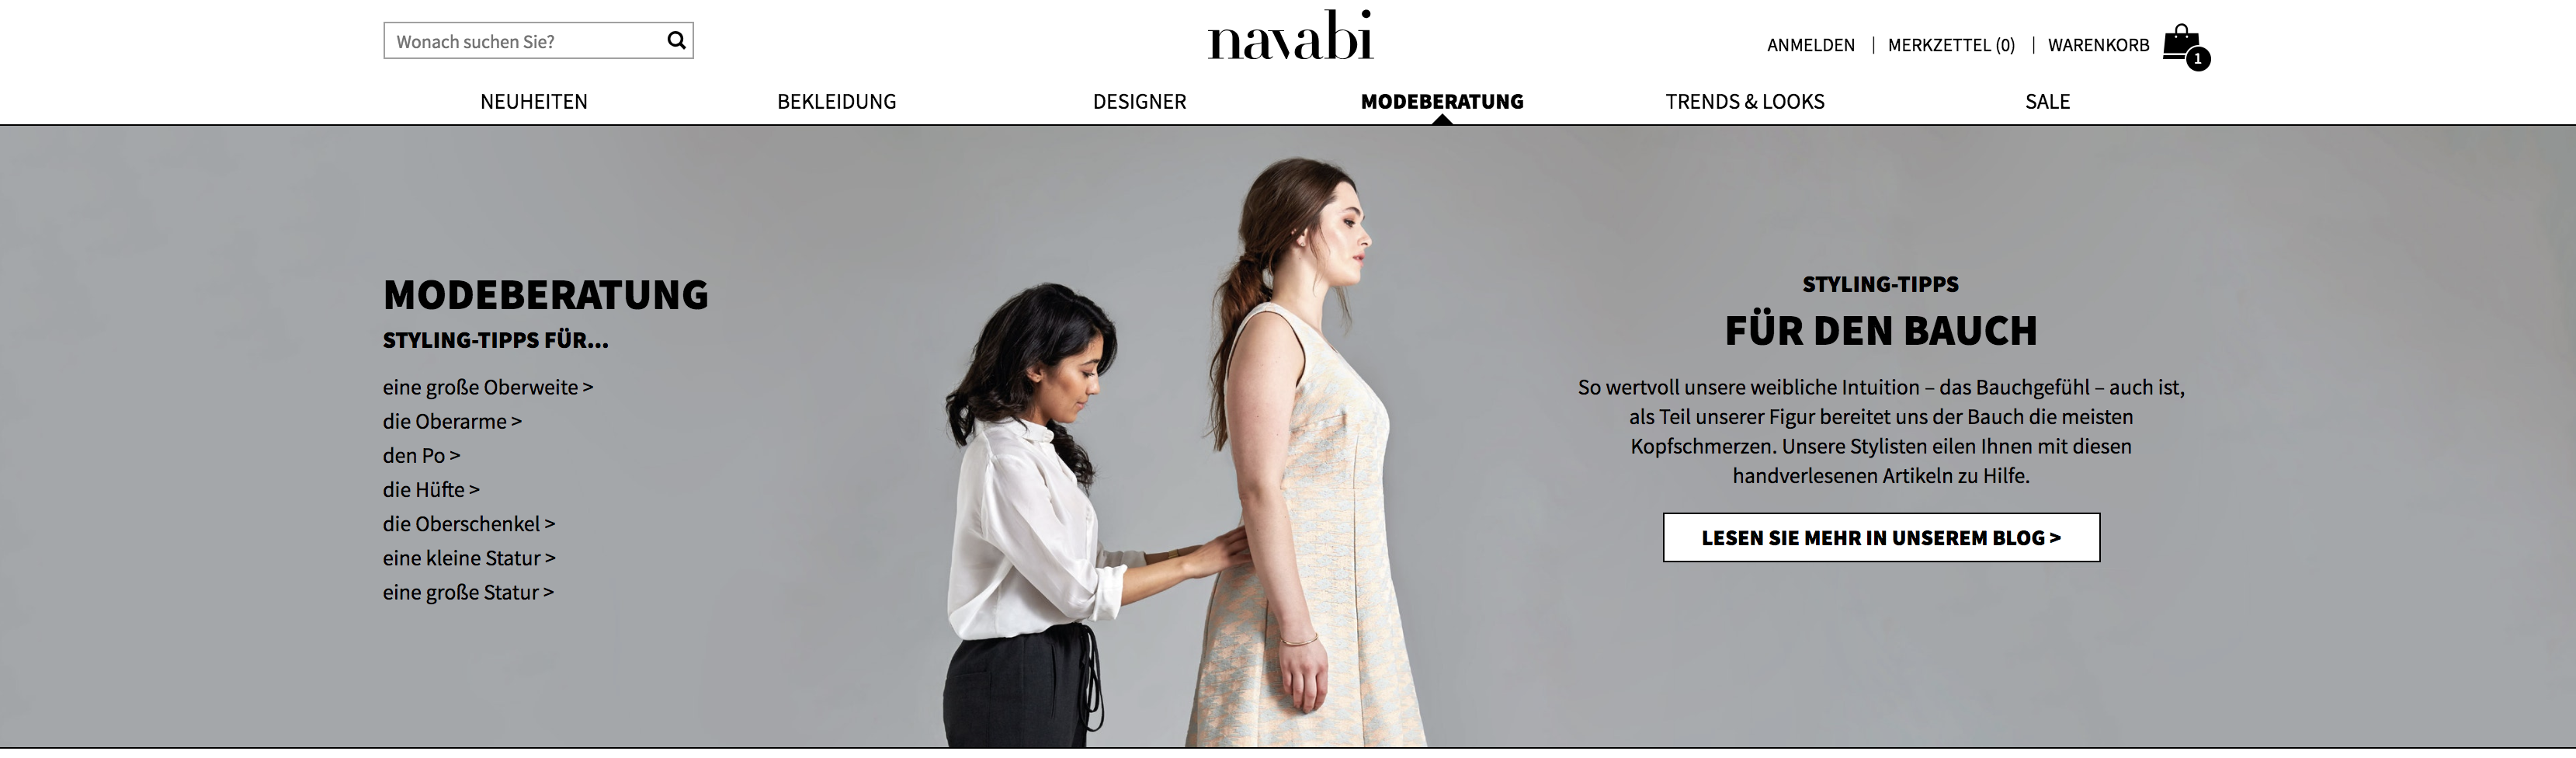 Wonach suchen Sie?
navabi
ANMELDEN | MERKZETTEL (0) | WARENKORB
1
NEUHEITEN BEKLEIDUNG DESIGNER MODEBERATUNG TRENDS & LOOKS SALE
MODEBERATUNG
STYLING-TIPPS FÜR...
eine große Oberweite >
die Oberarme >
den Po >
die Hüfte >
die Oberschenkel >
eine kleine Statur >
eine große Statur >
STYLING-TIPPS
FÜR DEN BAUCH
So wertvoll unsere weibliche Intuition – das Bauchgefühl – auch ist,
als Teil unserer Figur bereitet uns der Bauch die meisten
Kopfschmerzen. Unsere Stylisten eilen Ihnen mit diesen
handverlesenen Artikeln zu Hilfe.
LESEN SIE MEHR IN UNSEREM BLOG >